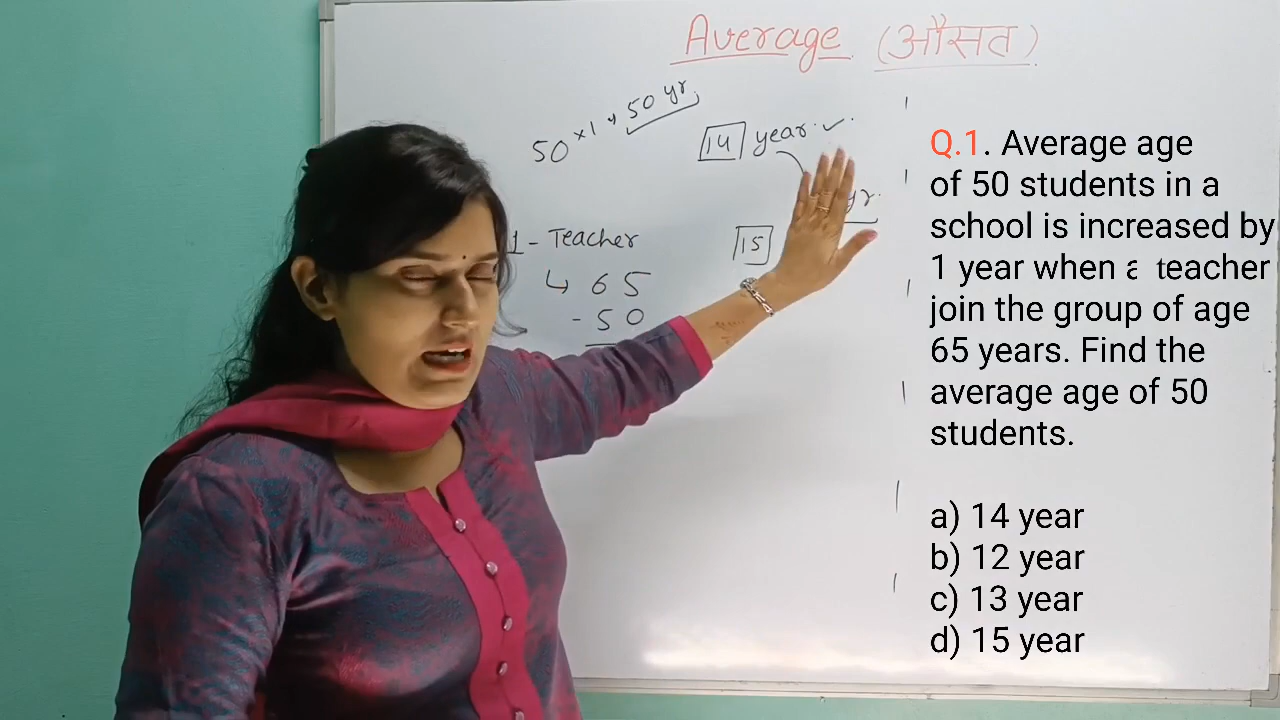 Average (औसत)
50 ×1 = 50 yr
14 year ✓
yr.
1 - Teacher
15
65
- 50
Q.1. Average age
of 50 students in a
school is increased by
1 year when a teacher
join the group of age
65 years. Find the
average age of 50
students.
a) 14 year
b) 12 year
c) 13 year
d) 15 year